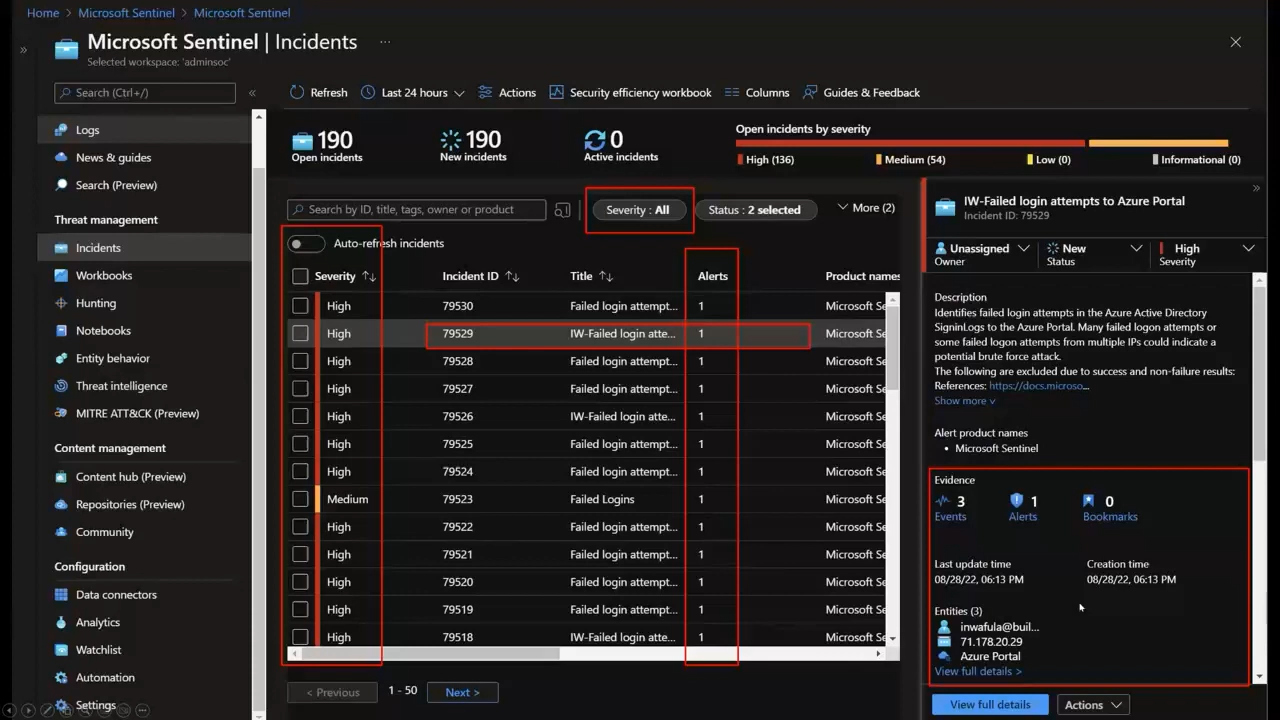 Home > Microsoft Sentinel > Microsoft Sentinel
Microsoft Sentinel | Incidents ...
Selected workspace: 'adminsoc'
Search (Ctrl+/)
Logs
News & guides
Search (Preview)
Threat management
Incidents
Workbooks
Hunting
Notebooks
Entity behavior
Threat intelligence
MITRE ATT&CK (Preview)
Content management
Content hub (Preview)
Repositories (Preview)
Community
Configuration
Data connectors
Analytics
Watchlist
Automation
Settings
Refresh Last 24 hours Actions Security efficiency workbook Columns Guides & Feedback
190 Open incidents
190 New incidents
0 Active incidents
Open incidents by severity
High (136) Medium (54) Low (0) Informational (0)
Search by ID, title, tags, owner or product
Severity : All
Status : 2 selected
More (2)
Auto-refresh incidents
Severity Incident ID Title Alerts Product names
High 79530 Failed login attempt... 1 Microsoft Se
High 79529 IW-Failed login atte... 1 Microsoft Se
High 79528 Failed login attempt... 1 Microsoft Se
High 79527 Failed login attempt... 1 Microsoft Se
High 79526 IW-Failed login atte... 1 Microsoft Se
High 79525 Failed login attempt... 1 Microsoft Se
High 79524 Failed login attempt... 1 Microsoft Se
Medium 79523 Failed Logins 1 Microsoft Se
High 79522 Failed login attempt... 1 Microsoft Se
High 79521 Failed login attempt... 1 Microsoft Se
High 79520 Failed login attempt... 1 Microsoft Se
High 79519 Failed login attempt... 1 Microsoft Se
High 79518 IW-Failed login atte... 1 Microsoft Se
< Previous 1 - 50 Next >
IW-Failed login attempts to Azure Portal
Incident ID: 79529
Unassigned New High
Owner Status Severity
Description
Identifies failed login attempts in the Azure Active Directory
SigninLogs to the Azure Portal. Many failed logon attempts or
some failed logon attempts from multiple IPs could indicate a
potential brute force attack.
The following are excluded due to success and non-failure results:
References: https://docs.microso...
Show more
Alert product names
• Microsoft Sentinel
Evidence
3 1 0
Events Alerts Bookmarks
Last update time Creation time
08/28/22, 06:13 PM 08/28/22, 06:13 PM
Entities (3)
inwafula@buil...
71.178.20.29
Azure Portal
View full details >
View full details Actions